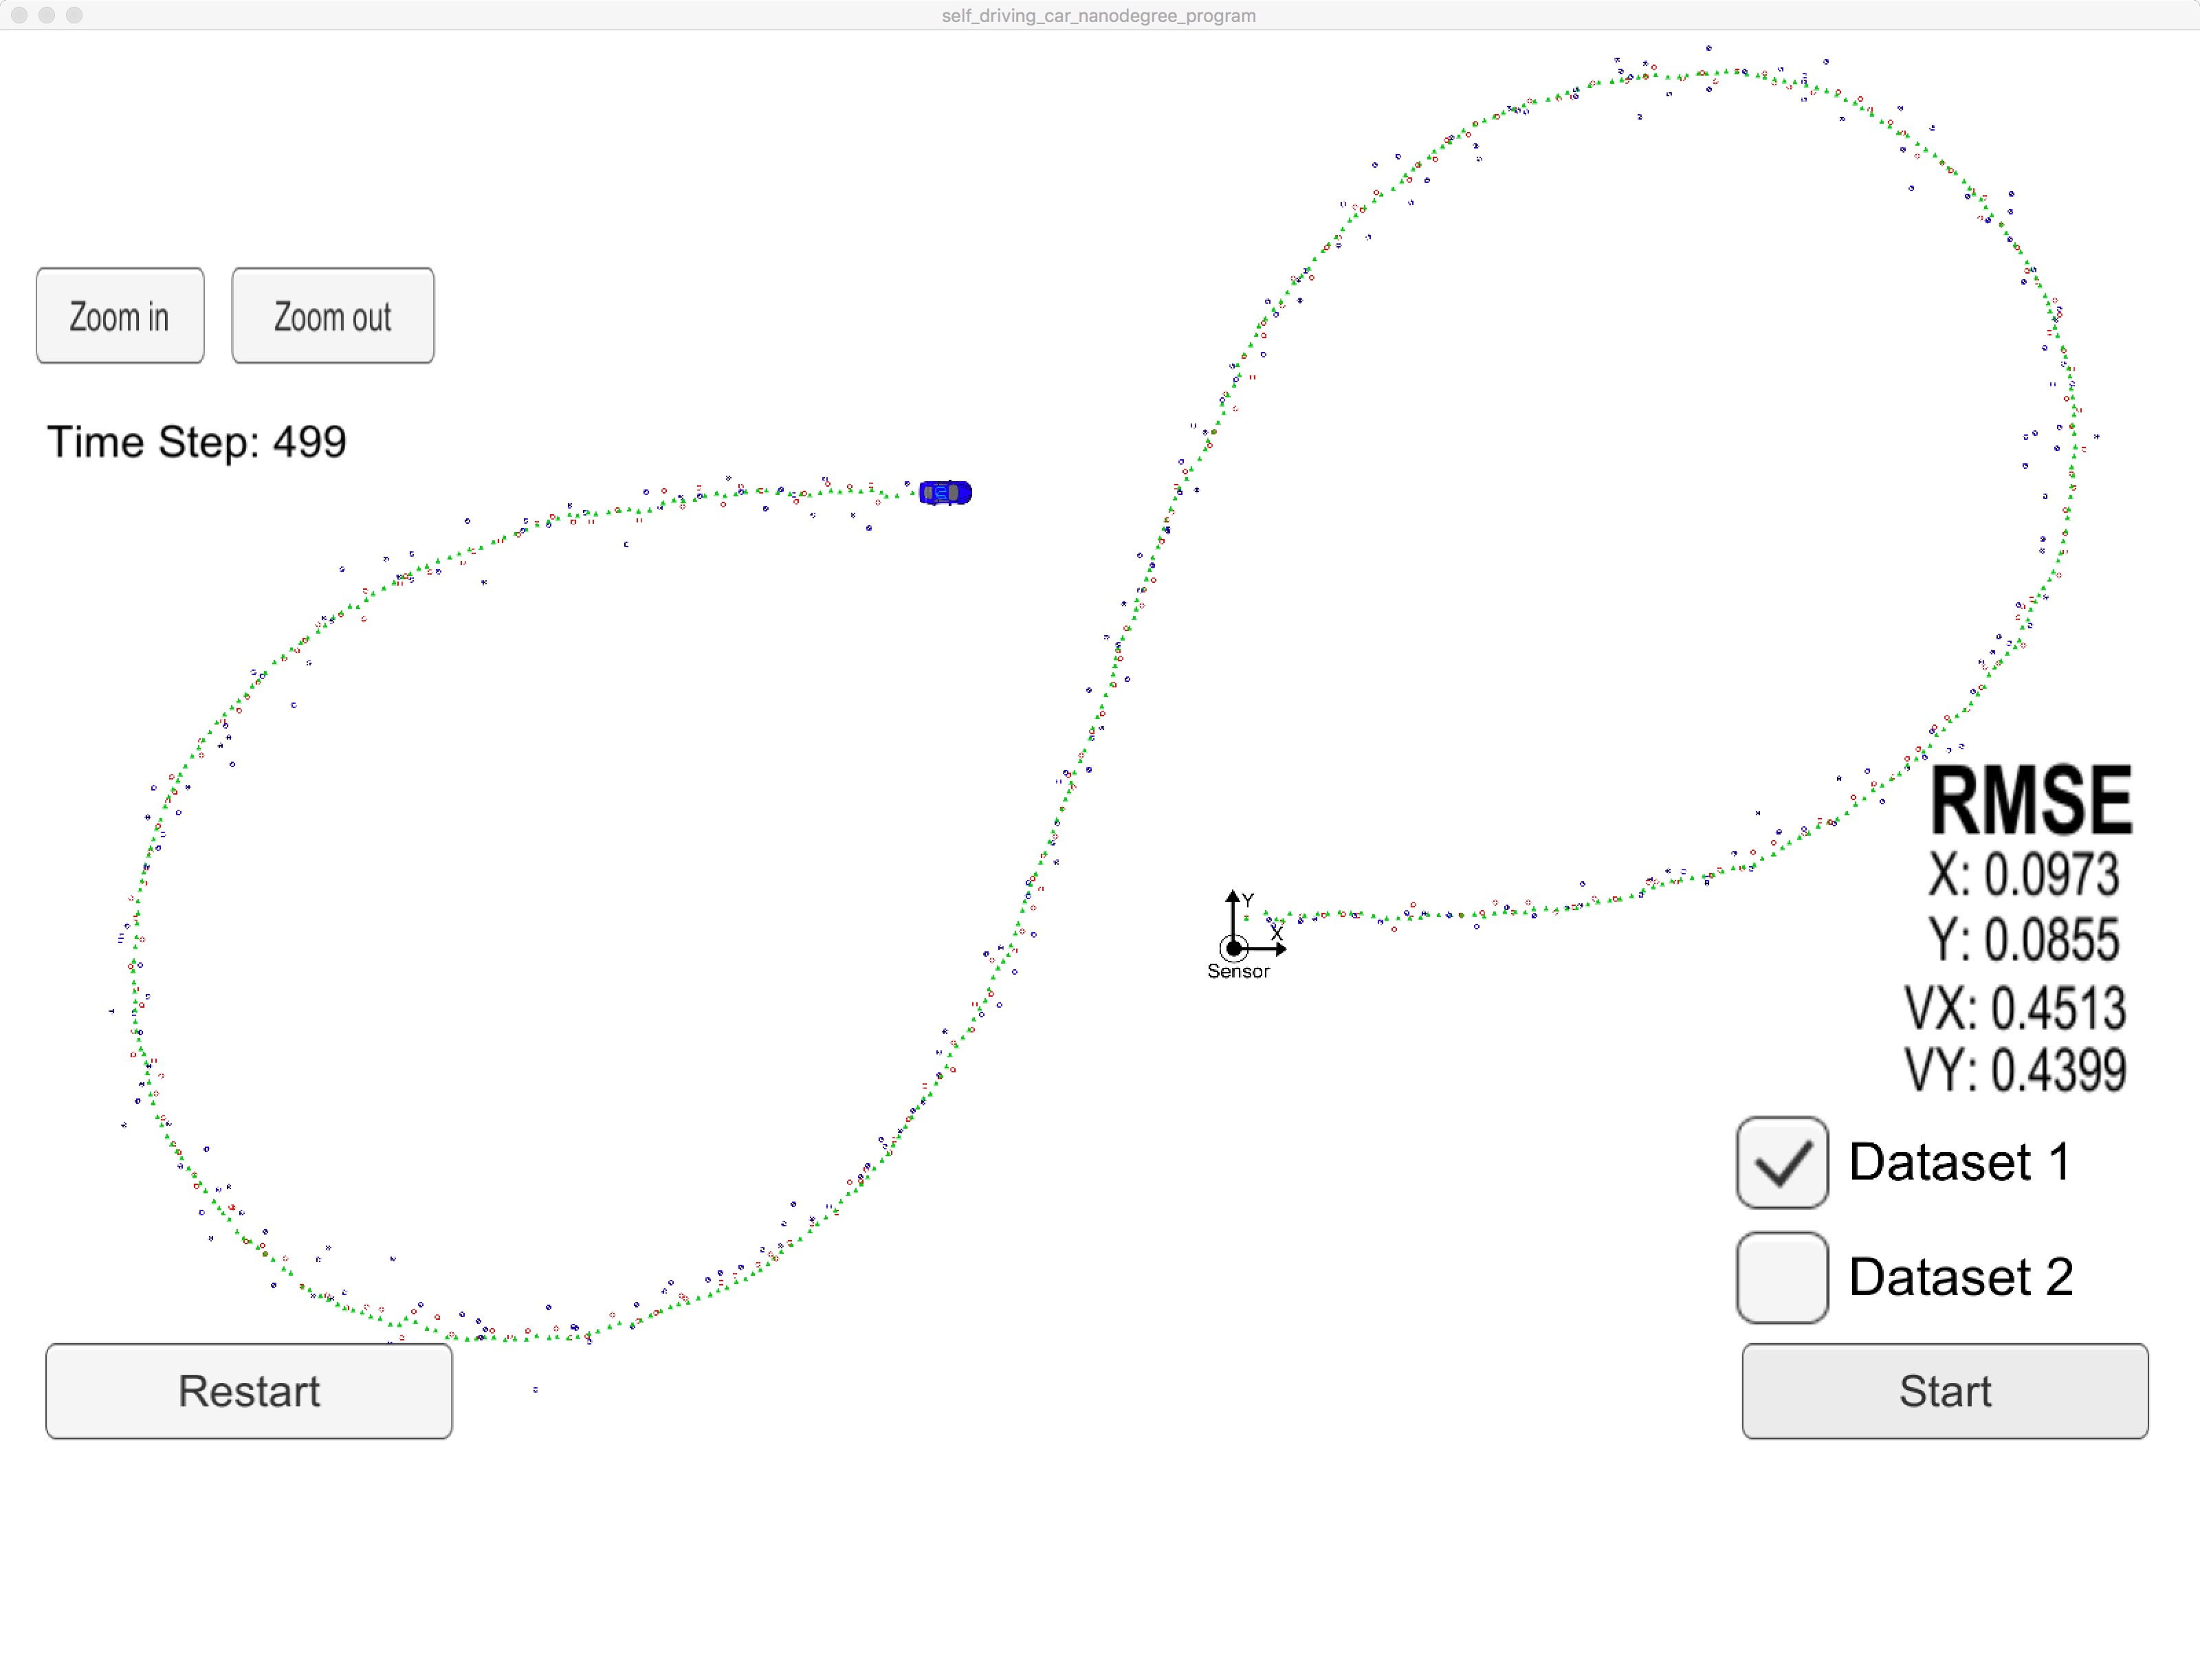 self_driving_car_nanodegree_program
Zoom in
Zoom out
Time Step: 499
Y
X
Sensor
RMSE
X: 0.0973
Y: 0.0855
VX: 0.4513
VY: 0.4399
Dataset 1
Dataset 2
Restart
Start